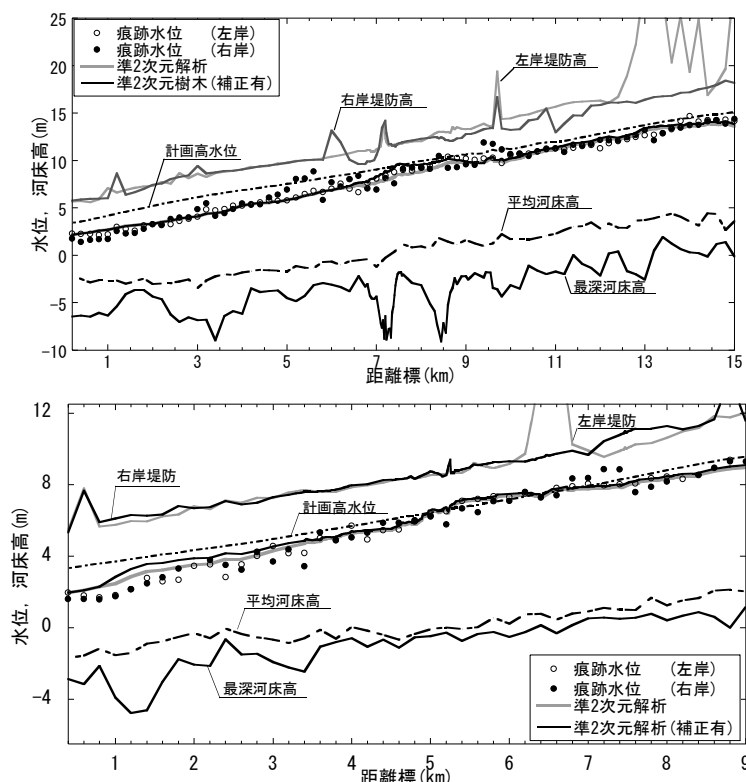 25
20
15
10
5
0
-5
-10
水位, 河床高(m)
痕跡水位 (左岸)
痕跡水位 (右岸)
準2次元解析
準2次元樹木(補正有)
左岸堤防高
右岸堤防高
計画高水位
平均河床高
最深河床高
1 3 5 7 9 11 13 15
距離標(km)
12
8
4
0
-4
水位, 河床高(m)
左岸堤防
右岸堤防
計画高水位
平均河床高
最深河床高
痕跡水位 (左岸)
痕跡水位 (右岸)
準2次元解析
準2次元解析(補正有)
1 2 3 4 5 6 7 8 9
距離標(km)